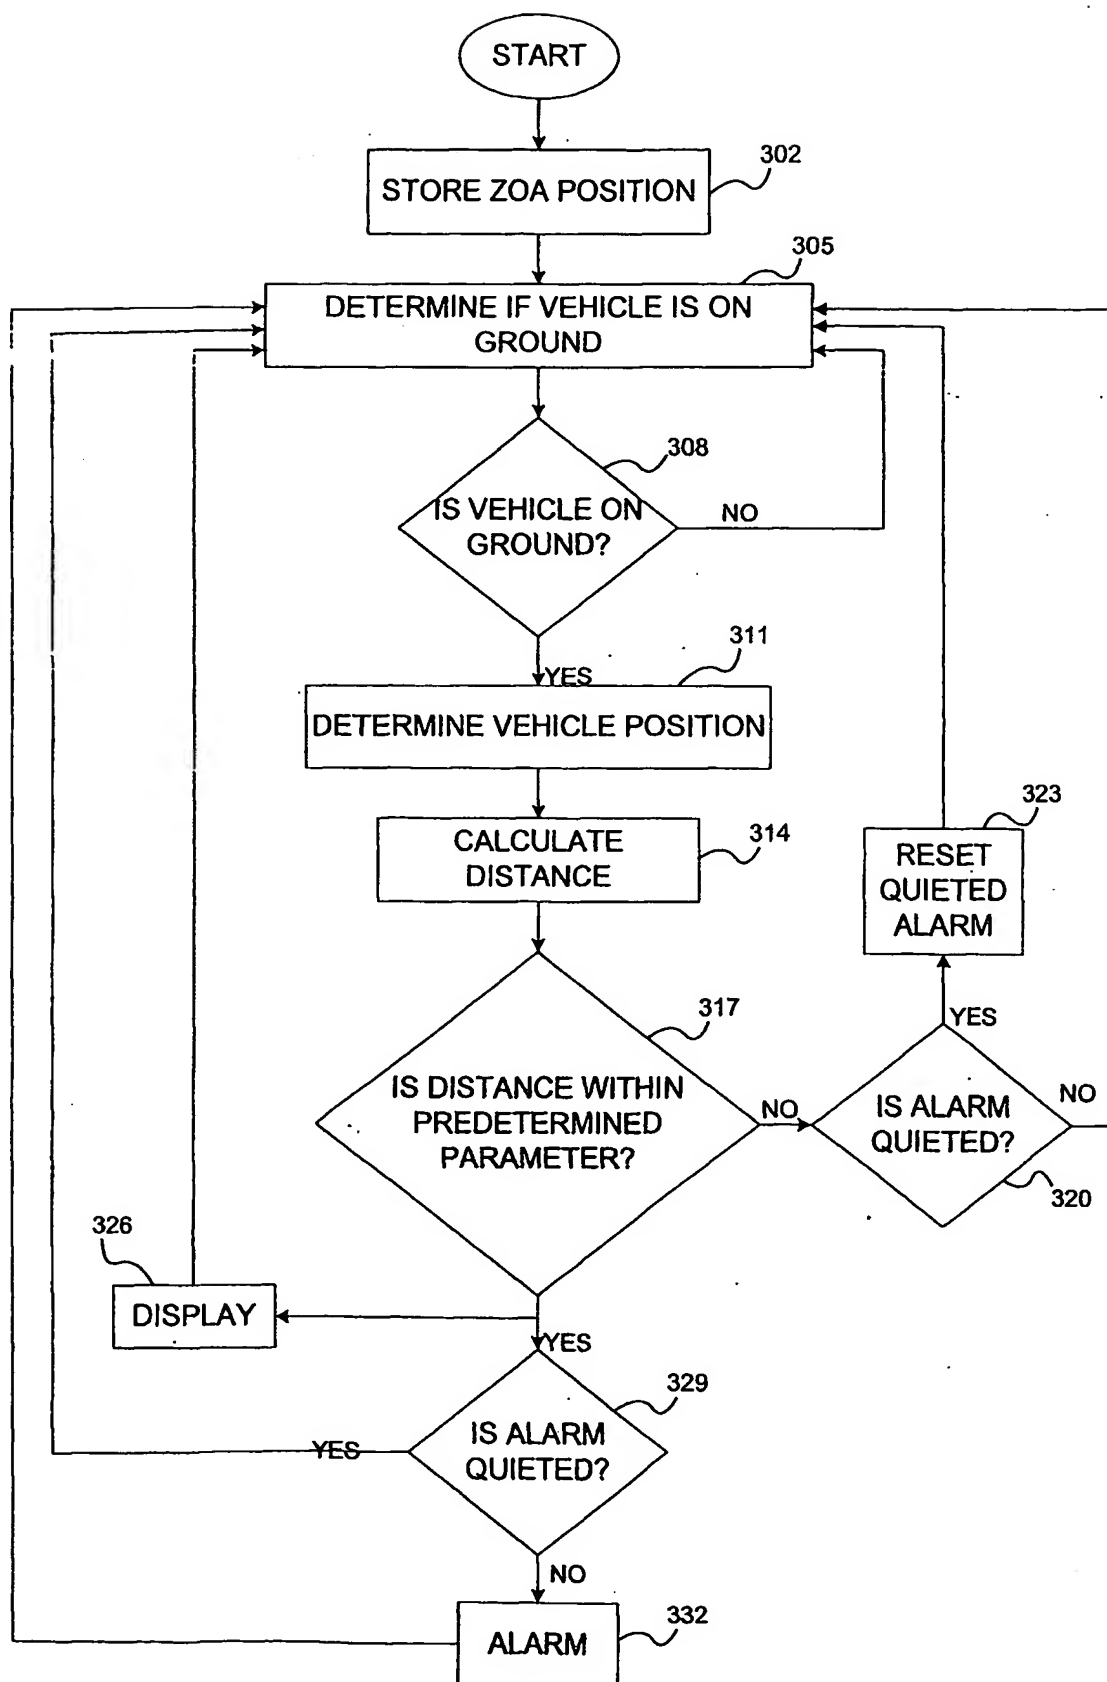 START
STORE ZOA POSITION
302
305
DETERMINE IF VEHICLE IS ON
GROUND
308
IS VEHICLE ON
GROUND?
NO
311
YES
DETERMINE VEHICLE POSITION
CALCULATE
DISTANCE
314
323
RESET
QUIETED
ALARM
317
YES
IS DISTANCE WITHIN
PREDETERMINED
PARAMETER?
NO
IS ALARM
QUIETED?
NO
320
326
DISPLAY
YES
329
IS ALARM
QUIETED?
YES
NO
ALARM
332